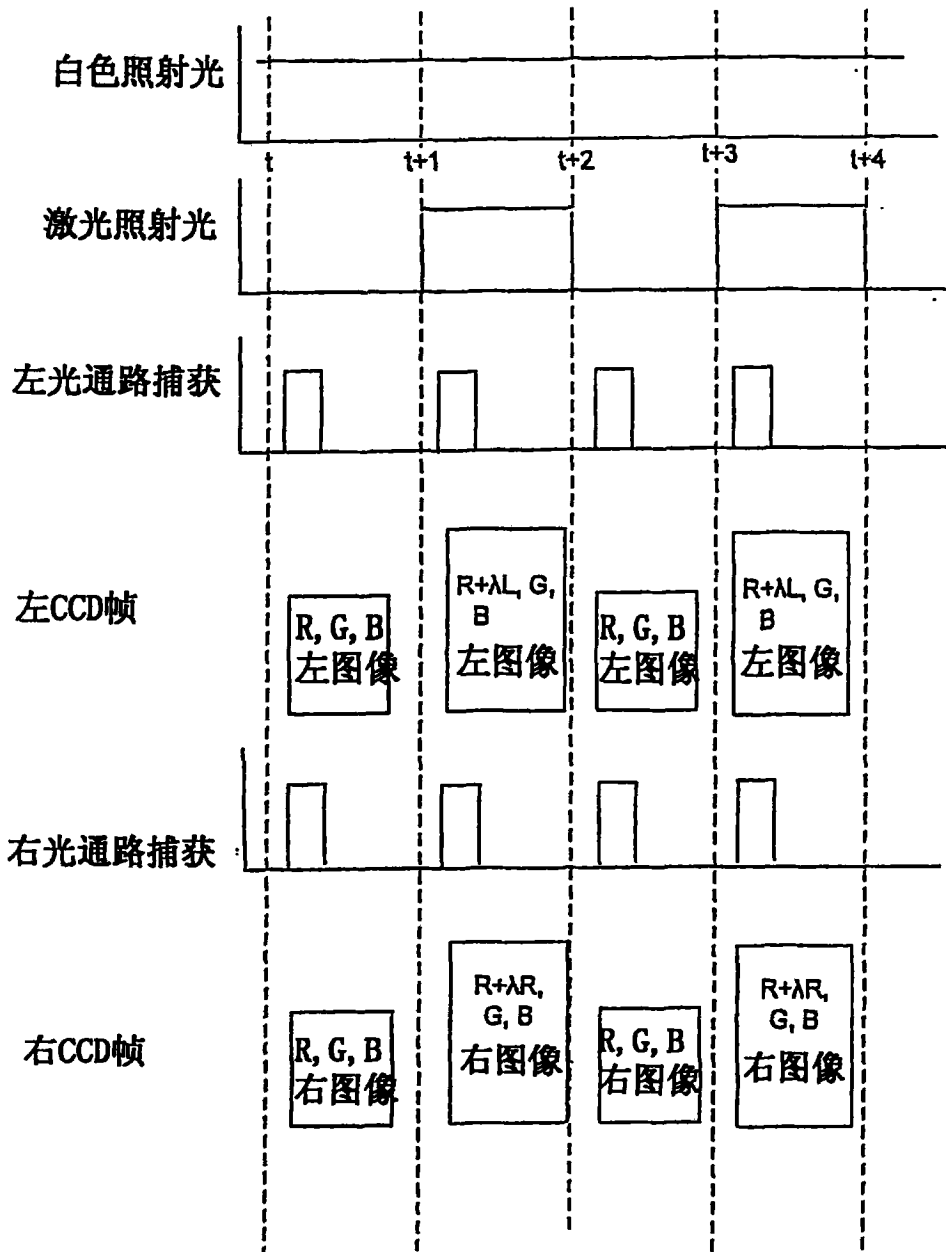 白色照射光
t
t+1
t+2
t+3
t+4
激光照射光
左光通路捕获
左CCD帧
R, G, B
左图像
R+λL, G,
B
左图像
R, G, B
左图像
R+λL, G,
B
左图像
右光通路捕获
右CCD帧
R, G, B
右图像
R+λR,
G, B
右图像
R, G, B
右图像
R+λR,
G, B
右图像